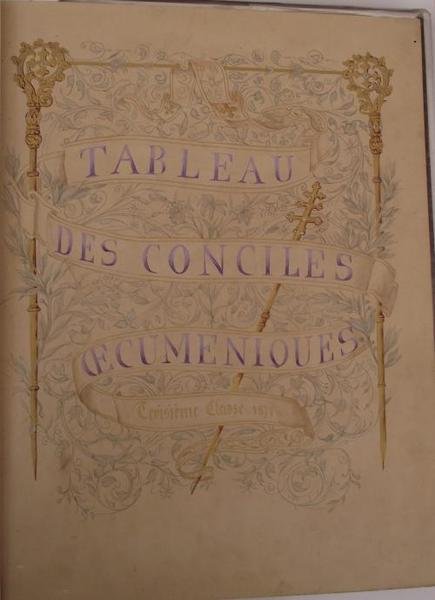 TABLEAU
DES CONCILES
ŒCUMENIQUES
Troisième Classe